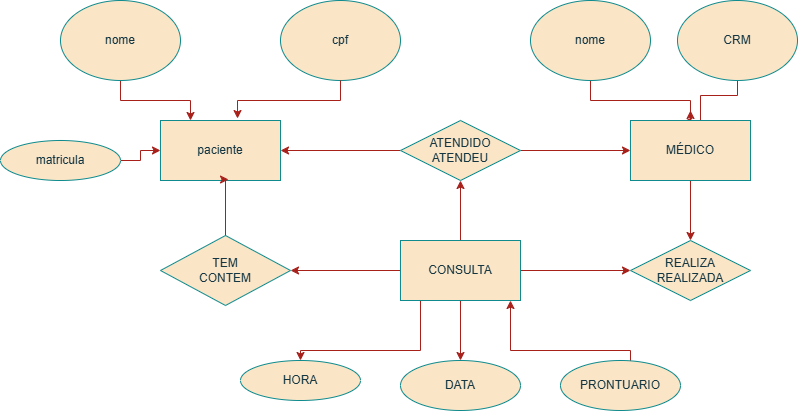 nome
cpf
nome
CRM
matricula
paciente
ATENDIDO
ATENDEU
MÉDICO
TEM
CONTEM
CONSULTA
REALIZA
REALIZADA
HORA
DATA
PRONTUARIO